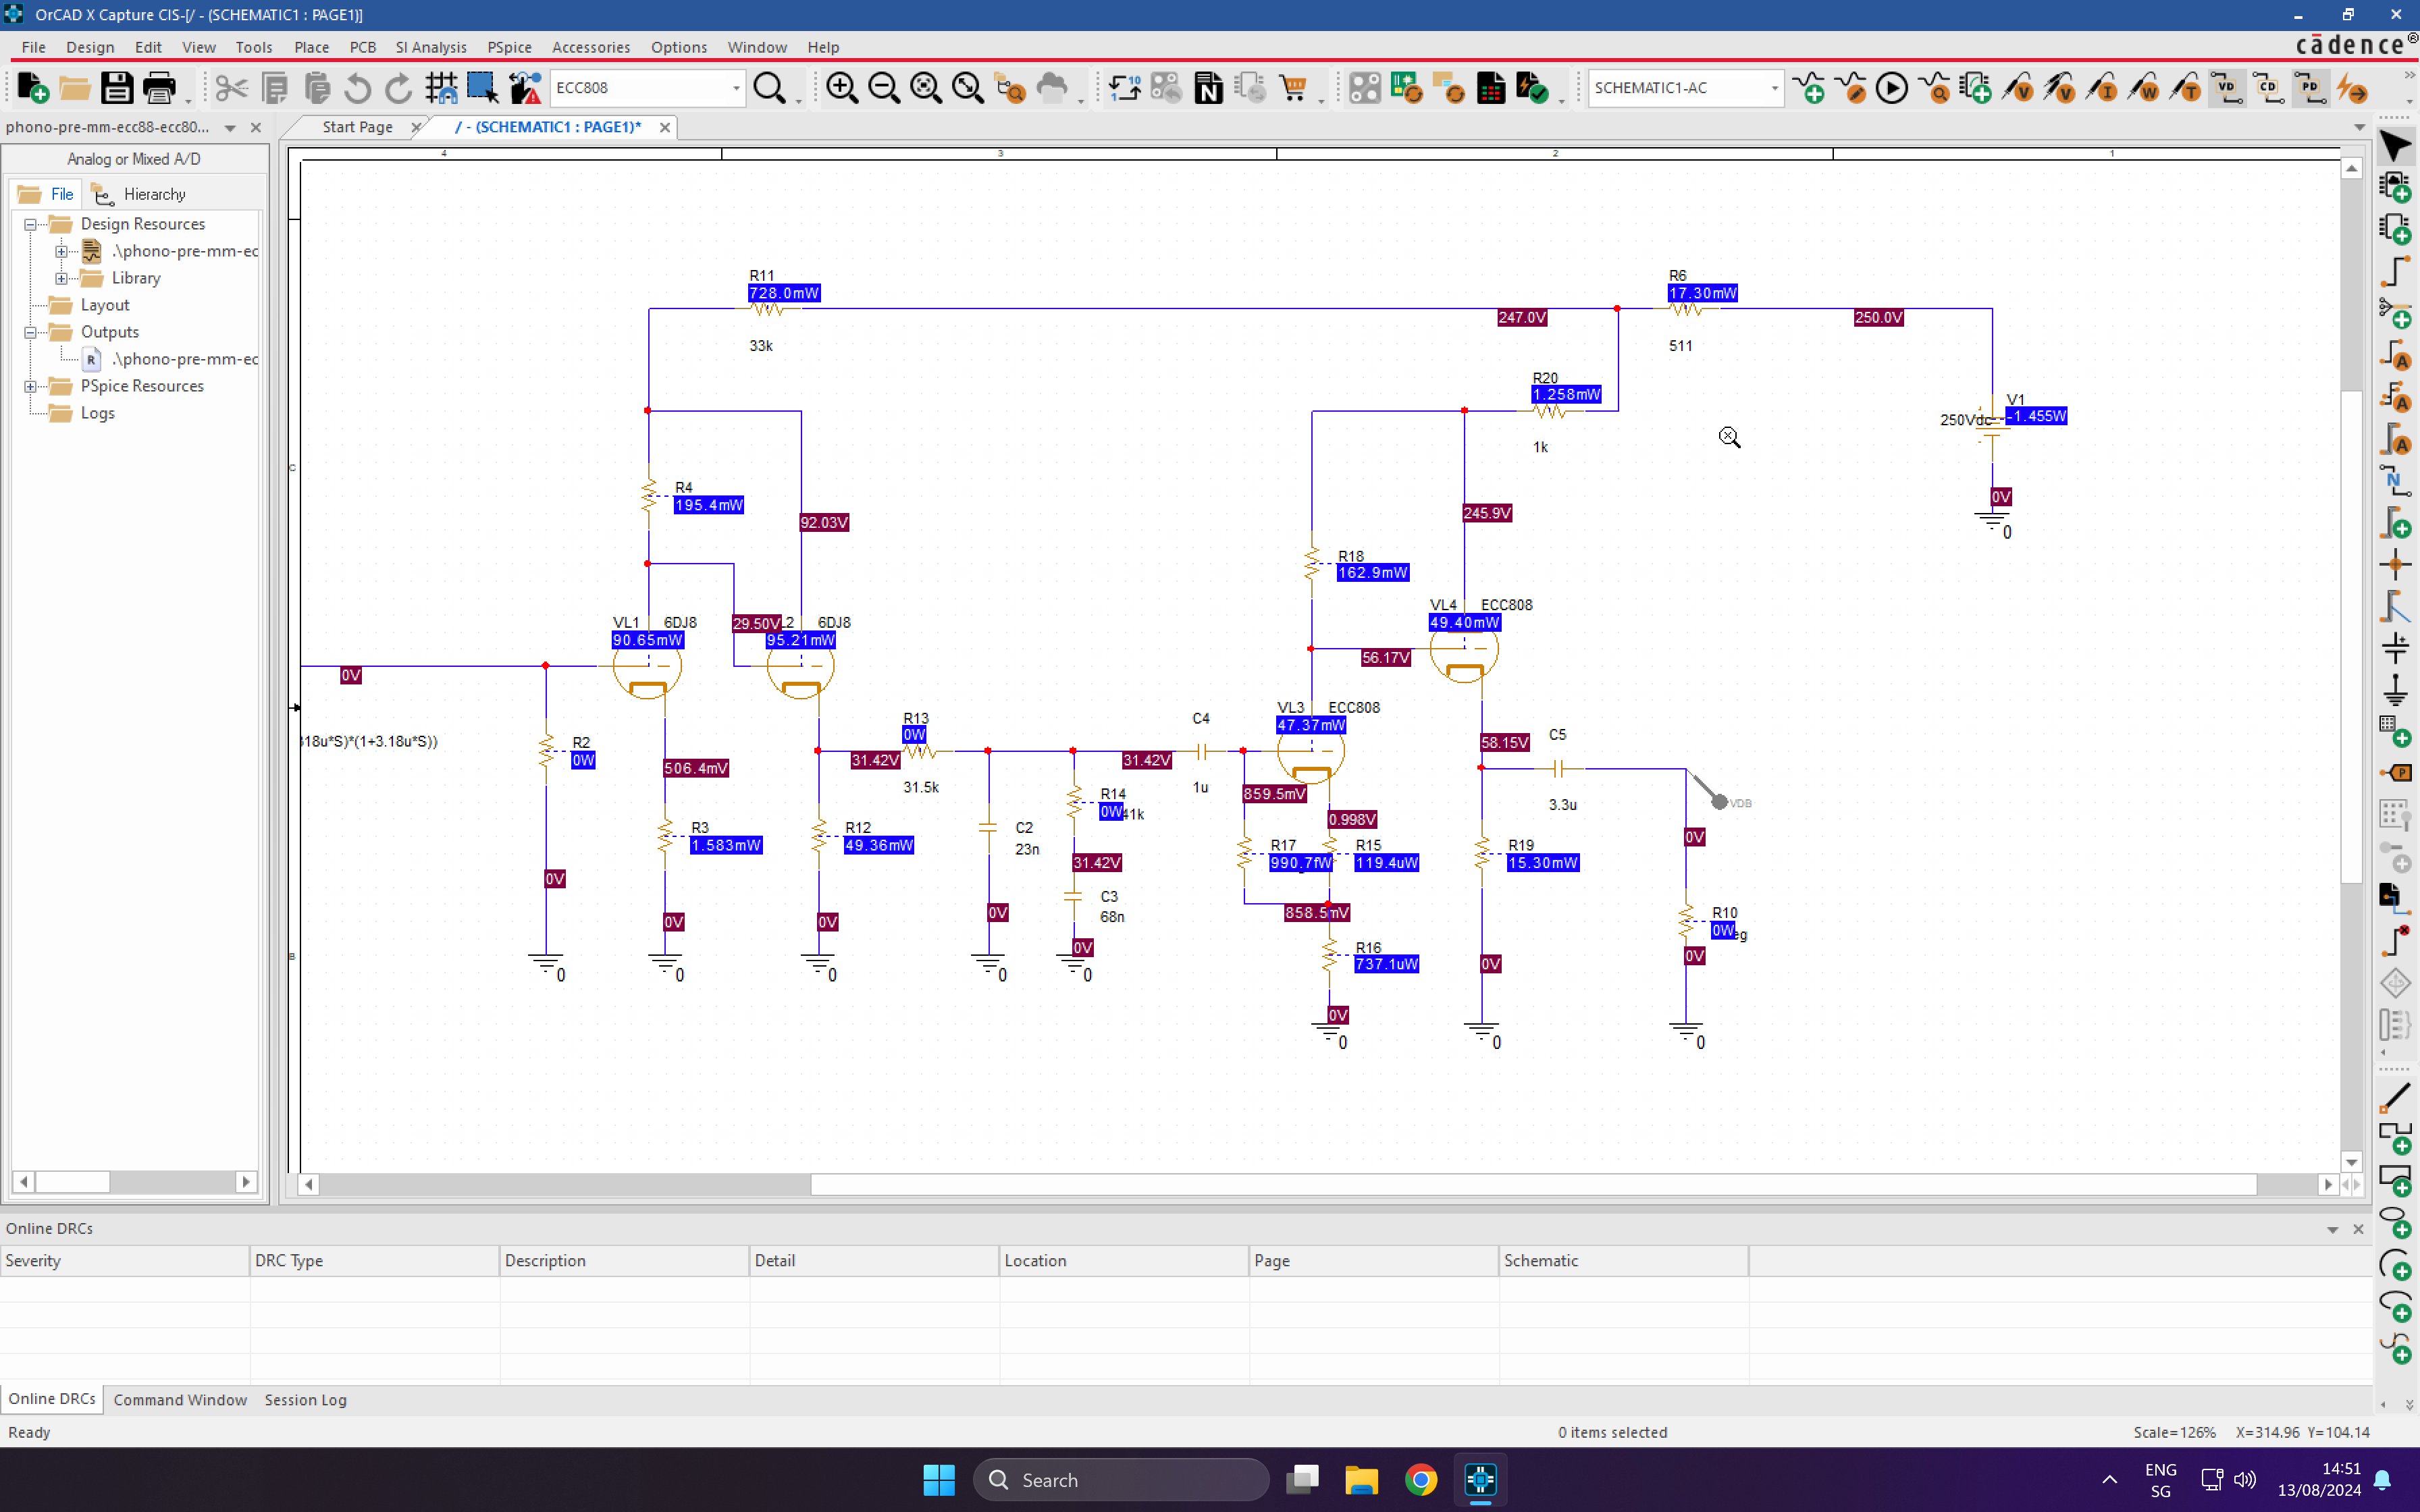 OrCAD X Capture CIS-[/ - (SCHEMATIC1 : PAGE1)]
File Design Edit View Tools Place PCB SI Analysis PSpice Accessories Options Window Help
cādence®
ECC808
SCHEMATIC1-AC
phono-pre-mm-ecc88-ecc80...
Start Page
/ - (SCHEMATIC1 : PAGE1)*
Analog or Mixed A/D
File
Hierarchy
Design Resources
.\phono-pre-mm-ec
Library
Layout
Outputs
.\phono-pre-mm-ec
PSpice Resources
Logs
4
3
2
1
C
B
R11
728.0mW
33k
247.0V
R6
17.30mW
511
250.0V
R20
1.258mW
1k
V1
250Vdc
-1.455W
0V
0
R4
195.4mW
92.03V
245.9V
R18
162.9mW
VL1 6DJ8
90.65mW
29.50V
L2 6DJ8
95.21mW
VL4 ECC808
49.40mW
56.17V
0V
318u*S)*(1+3.18u*S))
R2
0W
506.4mV
31.42V
R13
0W
31.5k
31.42V
C4
1u
VL3 ECC808
47.37mW
58.15V
C5
3.3u
VDB
859.5mV
0.998V
R14
0W
41k
R3
1.583mW
R12
49.36mW
C2
23n
31.42V
C3
68n
R17
990.7fW
R15
119.4uW
R19
15.30mW
0V
858.5mV
R10
0W
eg
0V
R16
737.1uW
0V
0V
0V
0V
0V
0V
0V
0V
0
0
0
0
0
0
0
0
Online DRCs
Severity DRC Type Description Detail Location Page Schematic
Online DRCs Command Window Session Log
Ready
0 items selected
Scale=126% X=314.96 Y=104.14
Search
ENG
SG
14:51
13/08/2024